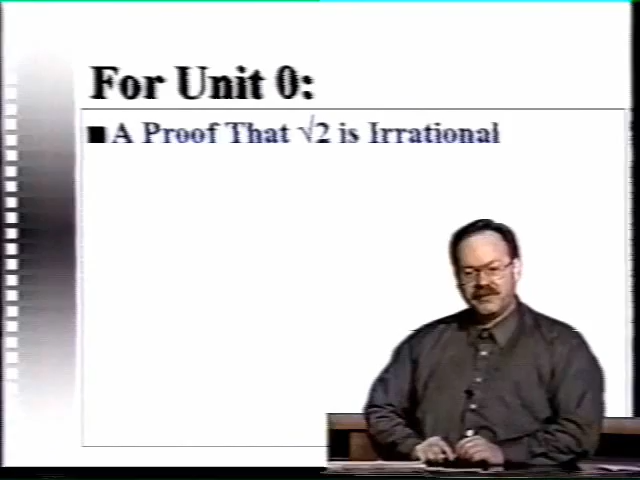 For Unit 0:
■ A Proof That √2 is Irrational